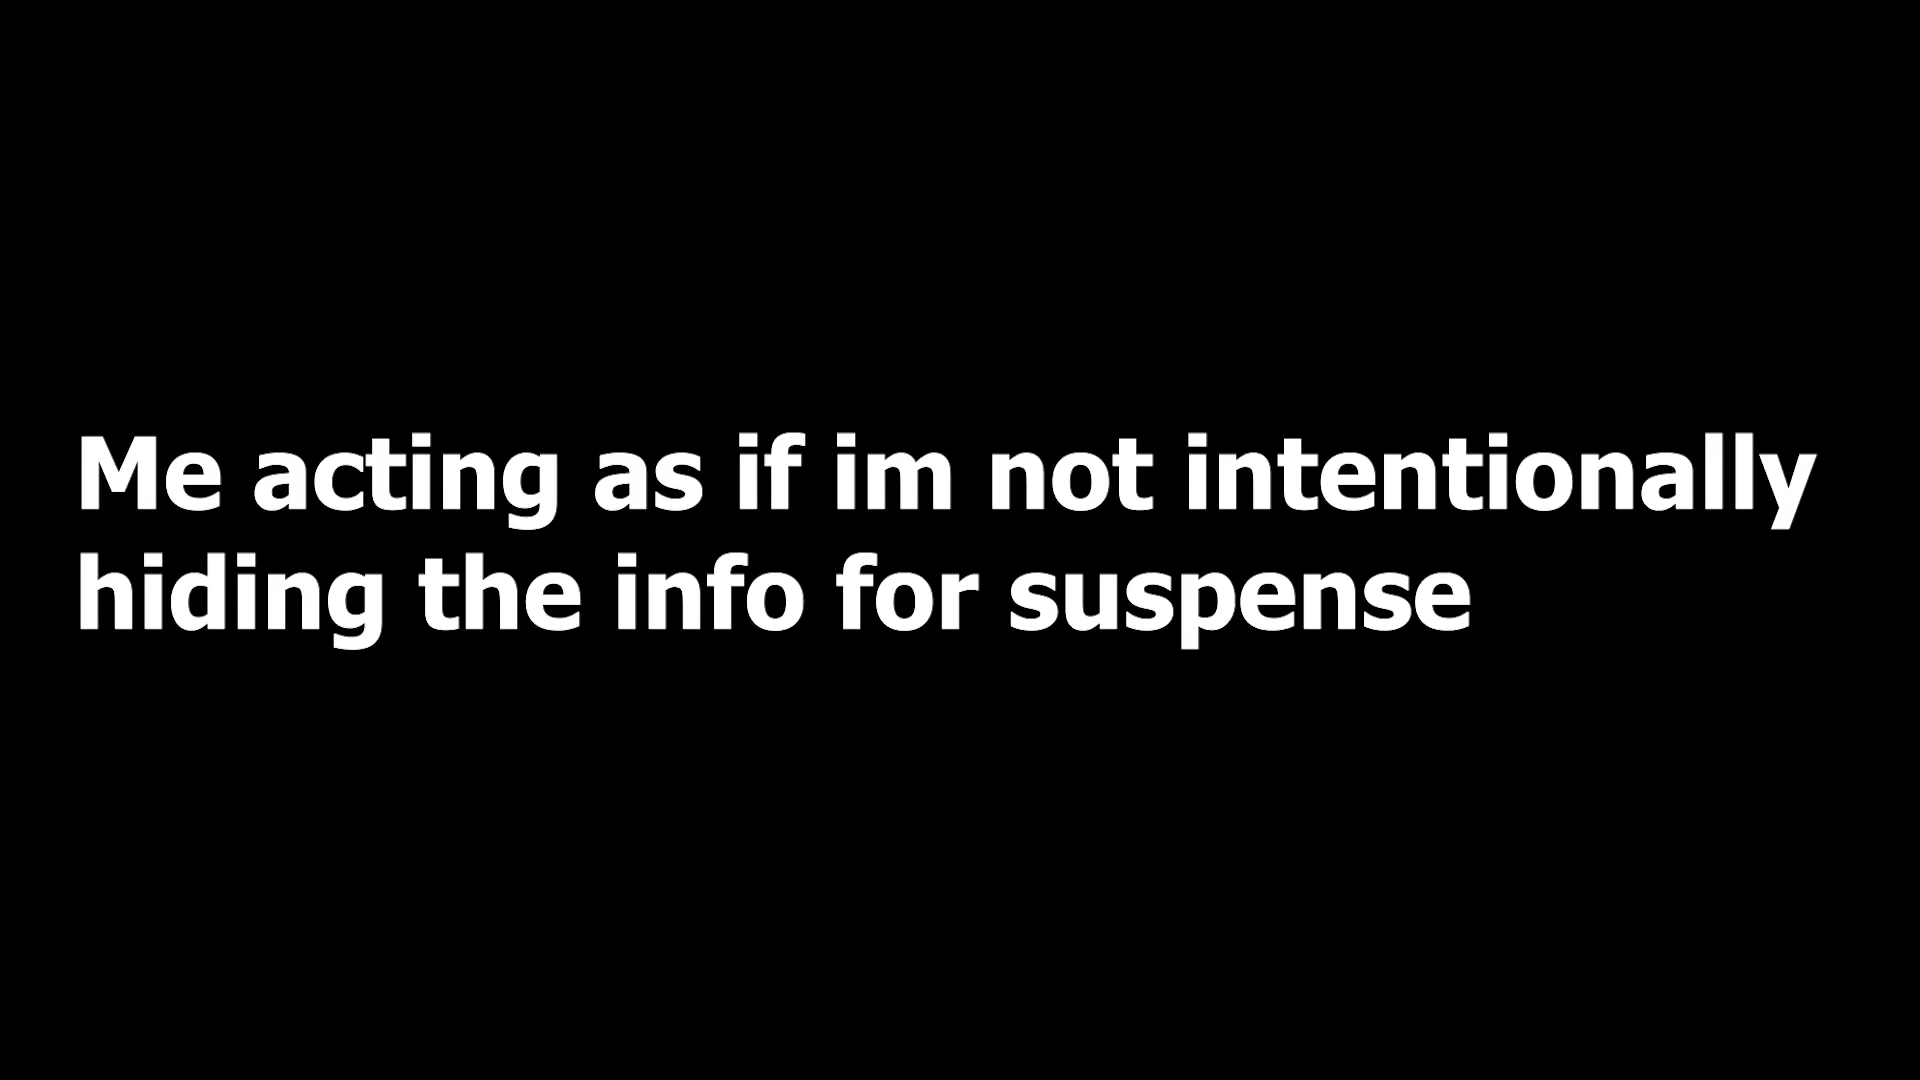 Me acting as if im not intentionally
hiding the info for suspense